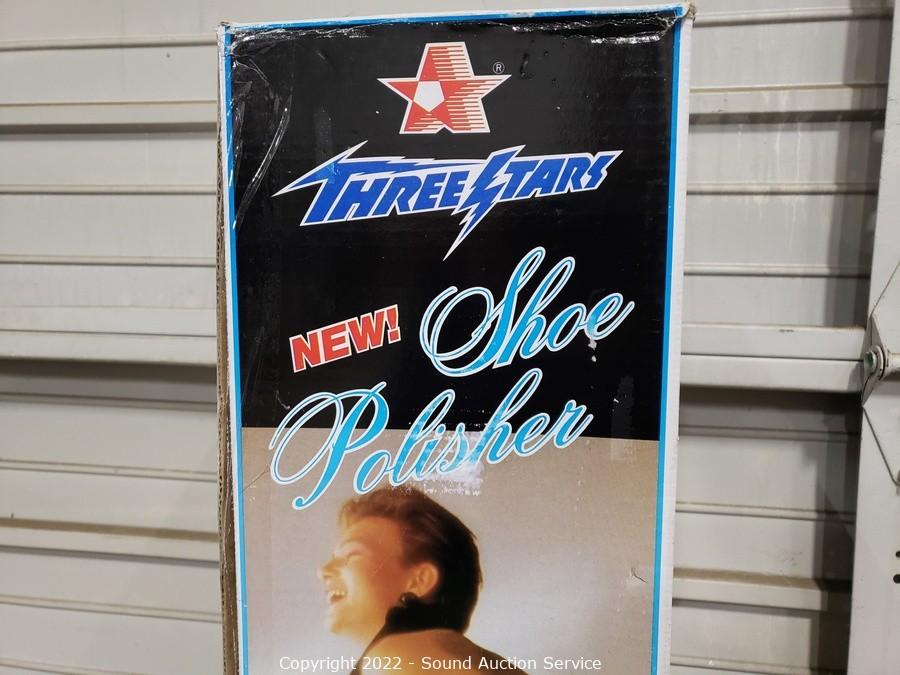 ®
THREE STARS
NEW! Shoe
Polisher
Copyright 2022 - Sound Auction Service